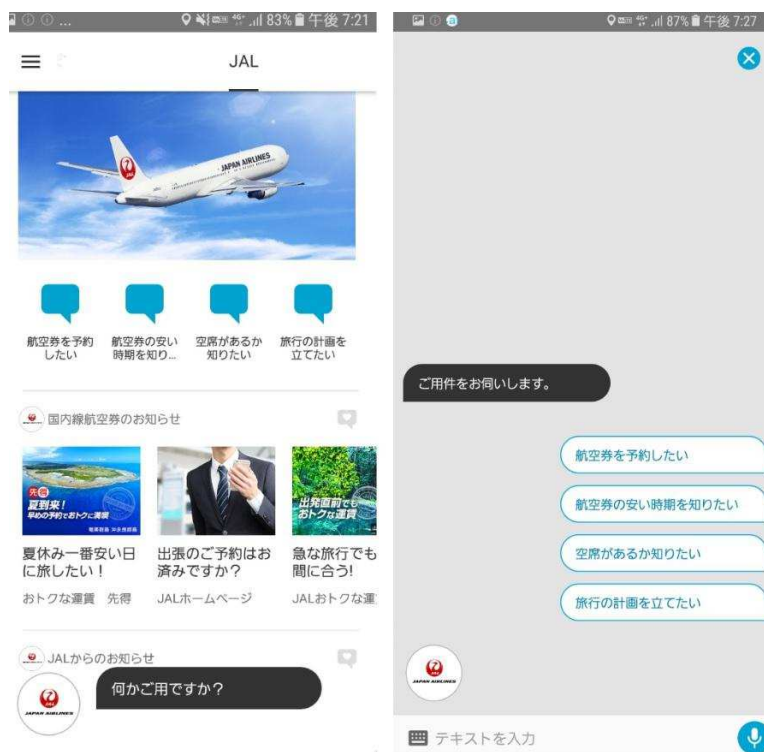 83% 午後 7:21
JAL
JAPAN AIRLINES
航空券を予約
したい
航空券の安い
時期を知り...
空席があるか
知りたい
旅行の計画を
立てたい
国内線航空券のお知らせ
先得
夏到来!
早めの予約でおトクに満喫
出発直前でも
おトクな運賃
夏休み一番安い日
に旅したい!
おトクな運賃 先得
出張のご予約はお
済みですか?
JALホームページ
急な旅行でも
間に合う!
JALおトクな運
JALからのお知らせ
何かご用ですか?
JAL
JAPAN AIRLINES
87% 午後 7:27
ご用件をお伺いします。
航空券を予約したい
航空券の安い時期を知りたい
空席があるか知りたい
旅行の計画を立てたい
JAL
JAPAN AIRLINES
テキストを入力